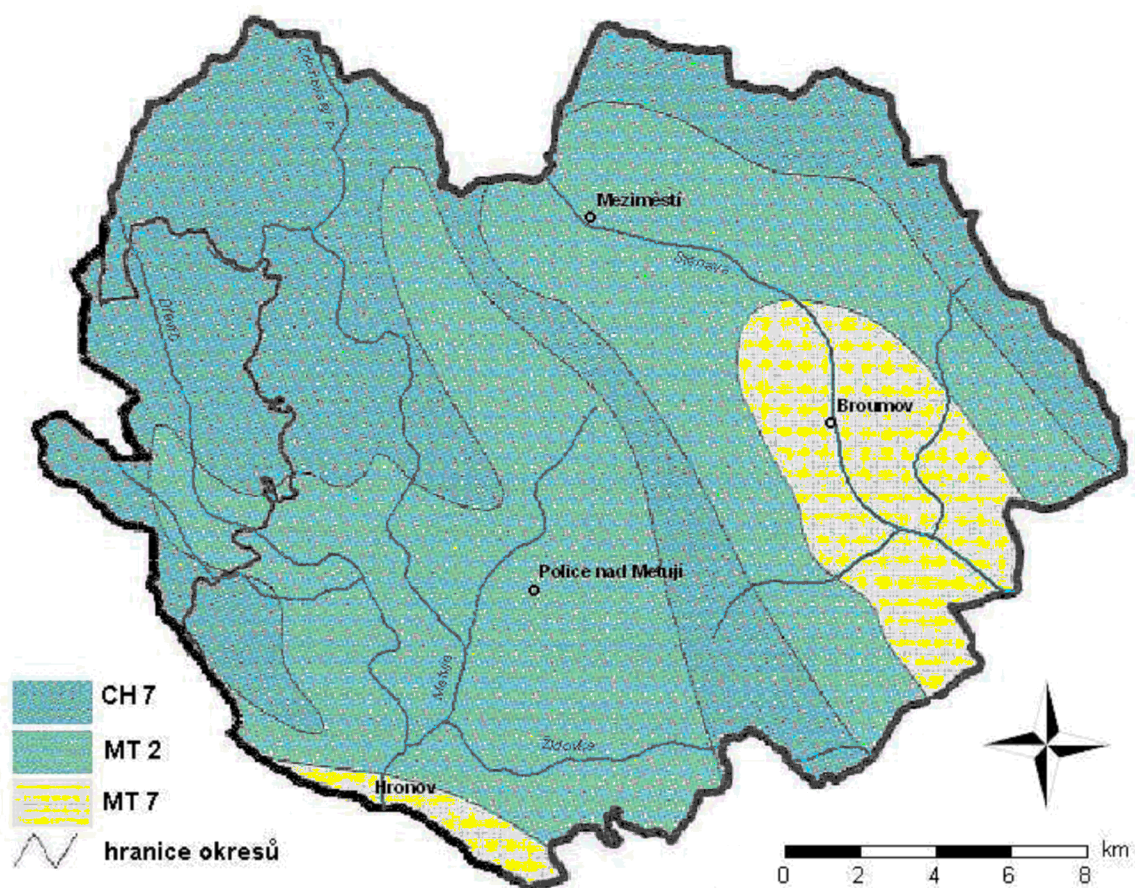 Meziměstí
Stěnava
Dřevíč
Broumov
Police nad Metují
Metuje
Židovka
Hronov
CH 7
MT 2
MT 7
hranice okresů
km
0 2 4 6 8